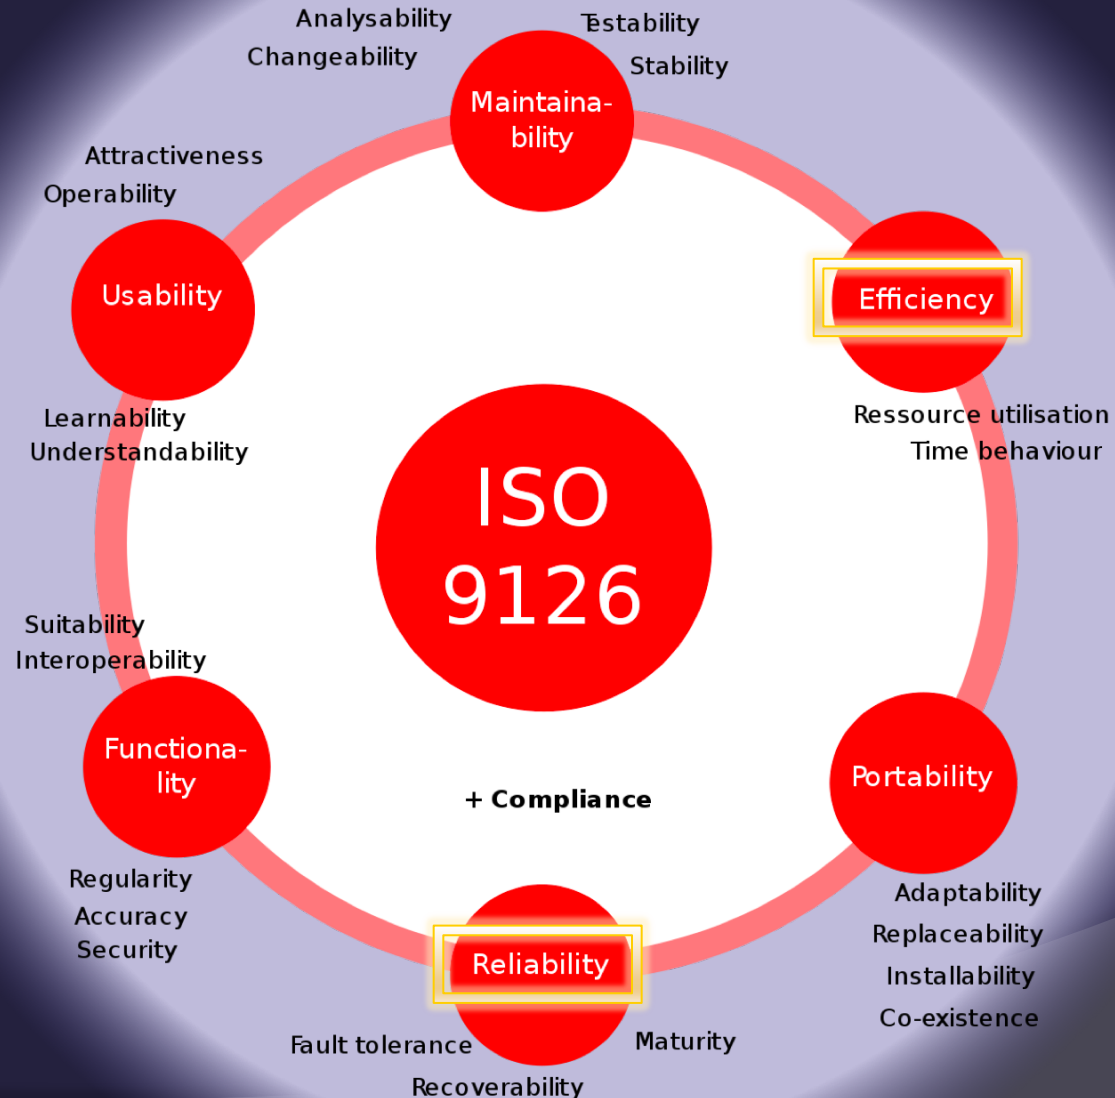 Analysability
Testability
Changeability
Stability
Maintaina-
bility
Attractiveness
Operability
Usability
Efficiency
Learnability
Understandability
Ressource utilisation
Time behaviour
ISO
9126
Suitability
Interoperability
Functiona-
lity
Portability
+ Compliance
Regularity
Accuracy
Security
Adaptability
Replaceability
Installability
Co-existence
Reliability
Fault tolerance
Maturity
Recoverability